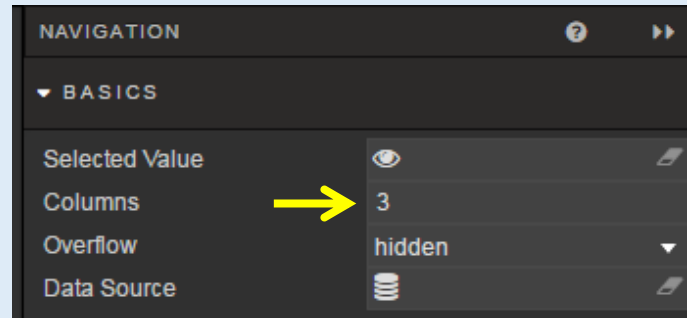 NAVIGATION
BASICS
Selected Value
Columns 3
Overflow hidden
Data Source